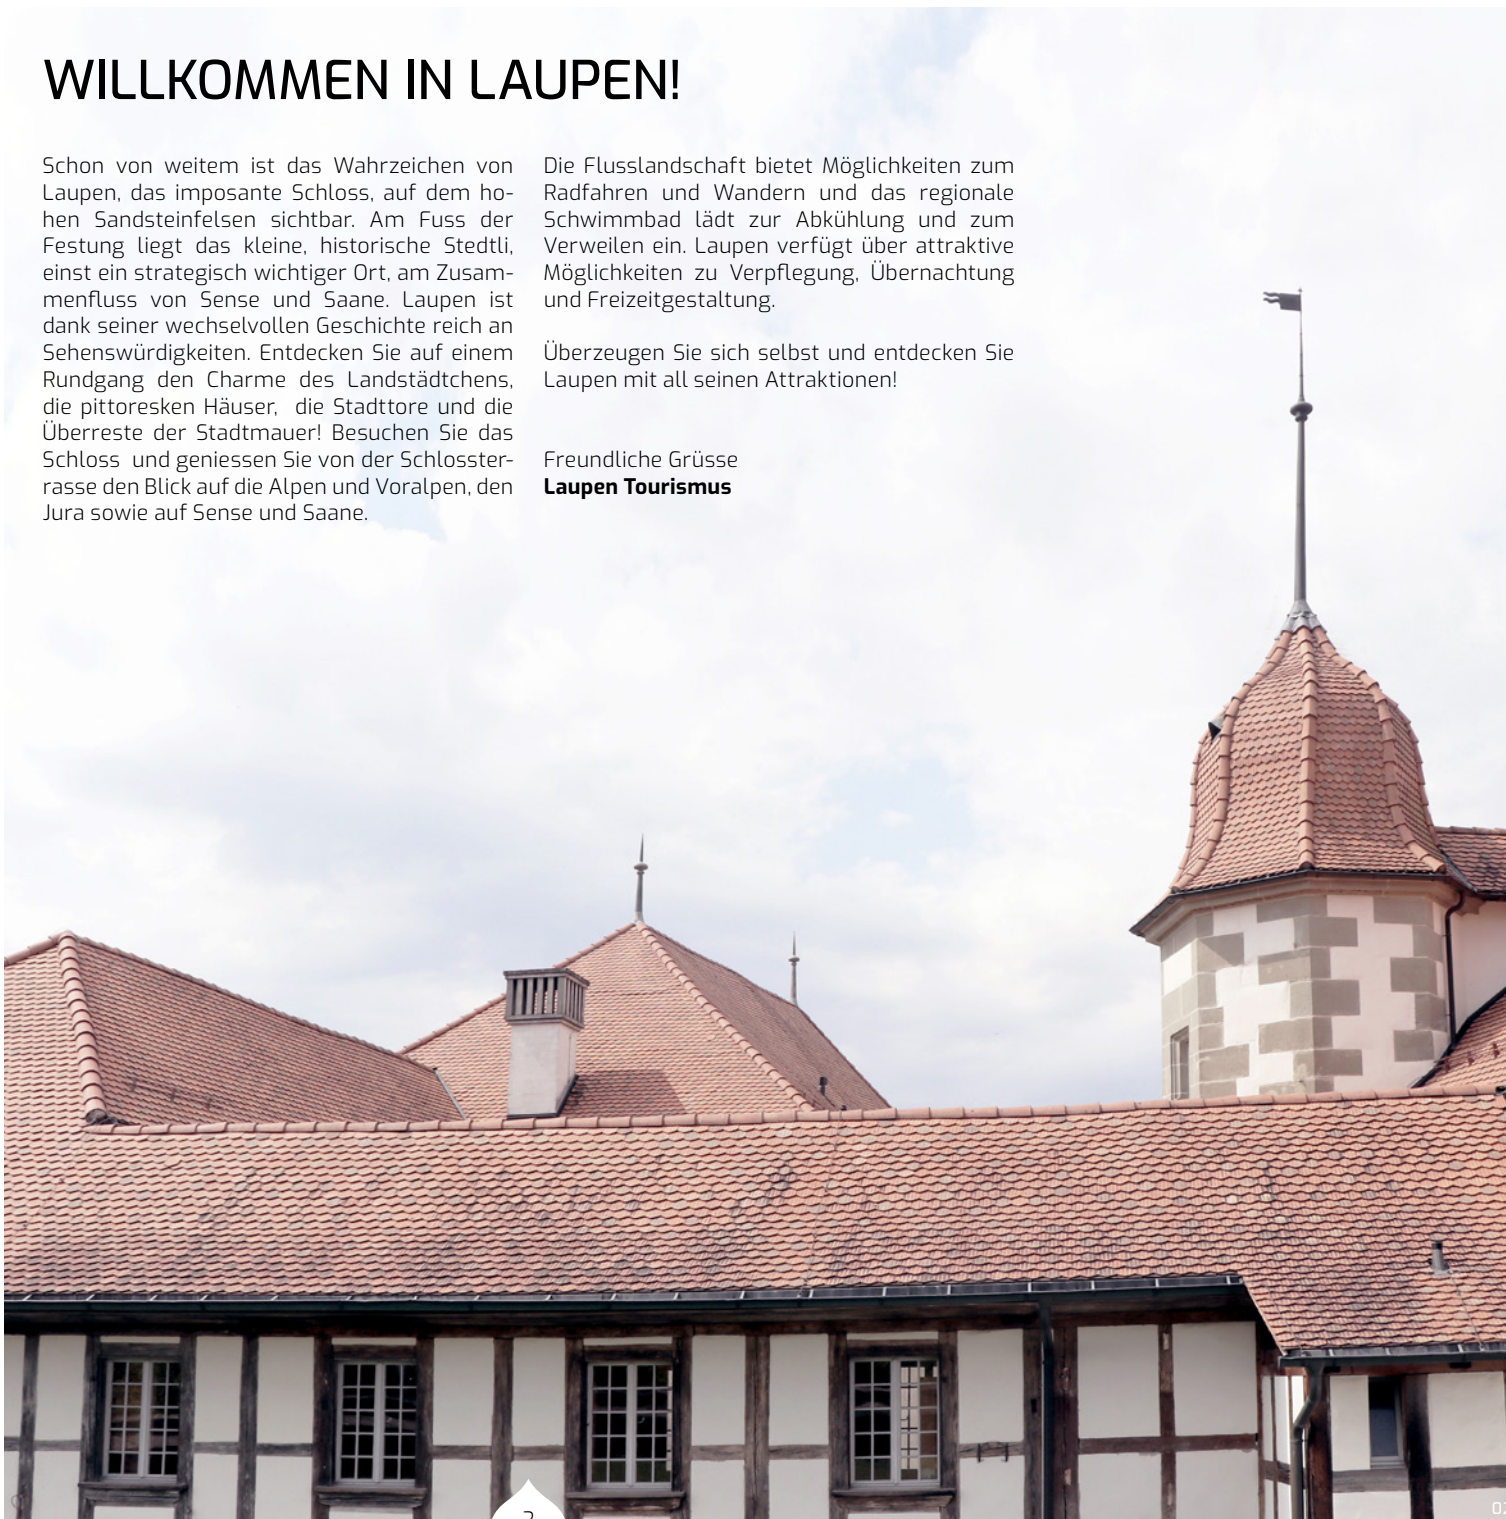 WILLKOMMEN IN LAUPEN!
Schon von weitem ist das Wahrzeichen von
Laupen, das imposante Schloss, auf dem ho-
hen Sandsteinfelsen sichtbar. Am Fuss der
Festung liegt das kleine, historische Stedtli,
einst ein strategisch wichtiger Ort, am Zusam-
menfluss von Sense und Saane. Laupen ist
dank seiner wechselvollen Geschichte reich an
Sehenswürdigkeiten. Entdecken Sie auf einem
Rundgang den Charme des Landstädtchens,
die pittoresken Häuser,  die Stadttore und die
Überreste der Stadtmauer! Besuchen Sie das
Schloss  und geniessen Sie von der Schlosster-
rasse den Blick auf die Alpen und Voralpen, den
Jura sowie auf Sense und Saane.
Die Flusslandschaft bietet Möglichkeiten zum
Radfahren und Wandern und das regionale
Schwimmbad lädt zur Abkühlung und zum
Verweilen ein. Laupen verfügt über attraktive
Möglichkeiten zu Verpflegung, Übernachtung
und Freizeitgestaltung.
Überzeugen Sie sich selbst und entdecken Sie
Laupen mit all seinen Attraktionen!
Freundliche Grüsse
Laupen Tourismus